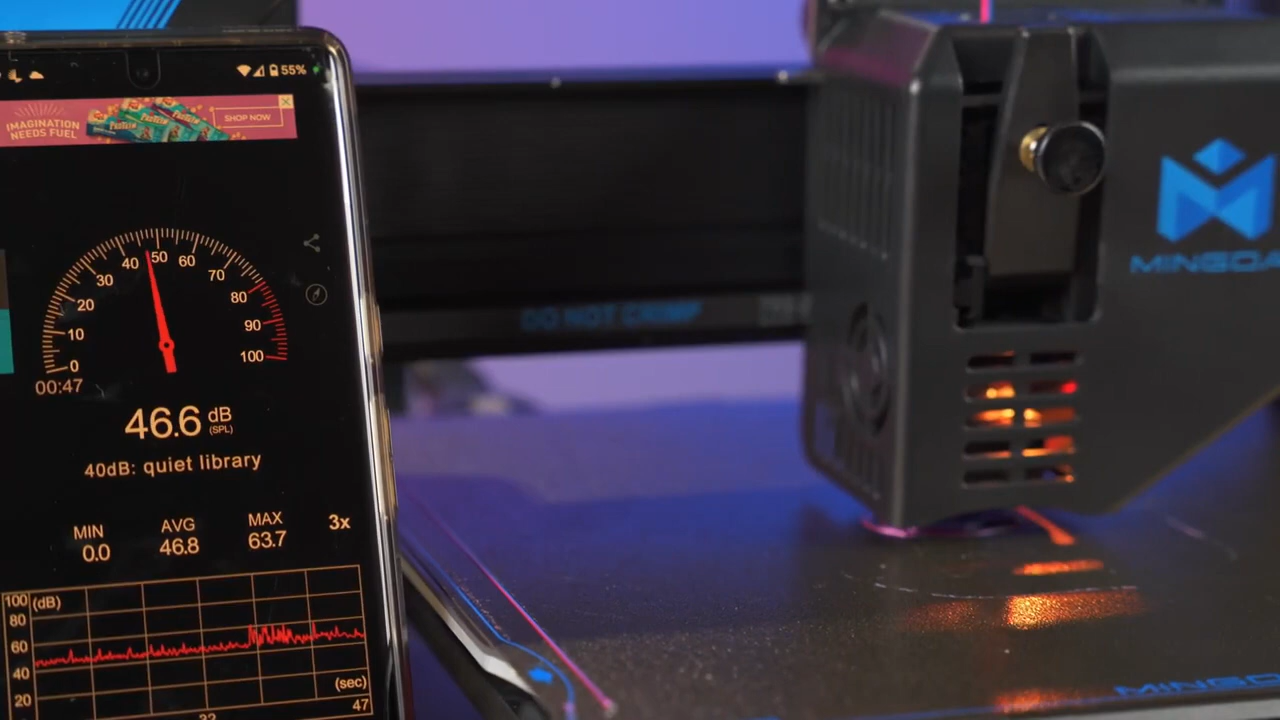 55%
IMAGINATION
NEEDS FUEL
SHOP NOW
0
10
20
30
40
50
60
70
80
90
100
00:47
46.6 dB
(SPL)
40dB: quiet library
MIN AVG MAX 3x
0.0 46.8 63.7
100 (dB)
80
60
40
20
(sec)
47
DO NOT CRIMP
MINGDA
MINGDA